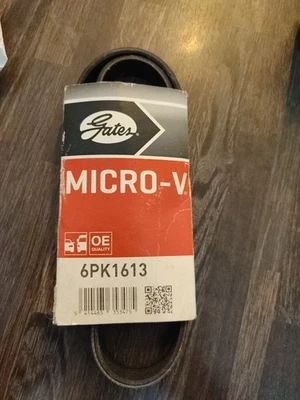 Gates
MICRO-V
OE
QUALITY
6PK1613